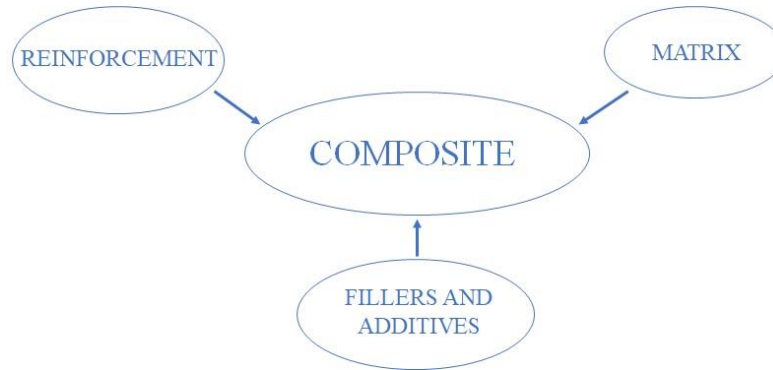 REINFORCEMENT
MATRIX
COMPOSITE
FILLERS AND
ADDITIVES